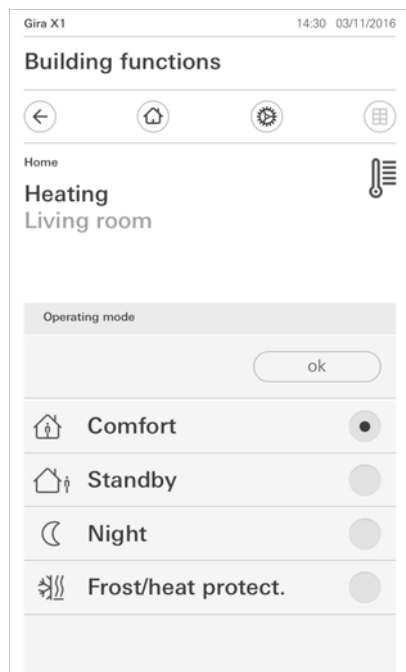 Gira X1 14:30 03/11/2016
Building functions
Home
Heating
Living room
Operating mode
ok
Comfort
Standby
Night
Frost/heat protect.